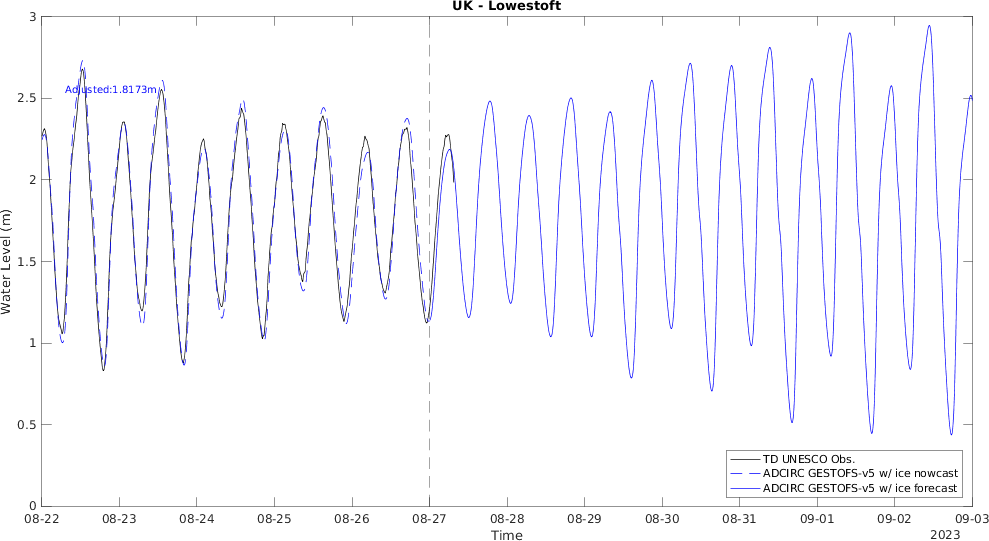 UK - Lowestoft
3
2.5
2
1.5
1
0.5
0
Water Level (m)
Adjusted:1.8173m
TD UNESCO Obs.
ADCIRC GESTOFS-v5 w/ ice nowcast
ADCIRC GESTOFS-v5 w/ ice forecast
08-22 08-23 08-24 08-25 08-26 08-27 08-28 08-29 08-30 08-31 09-01 09-02 09-03
Time
2023